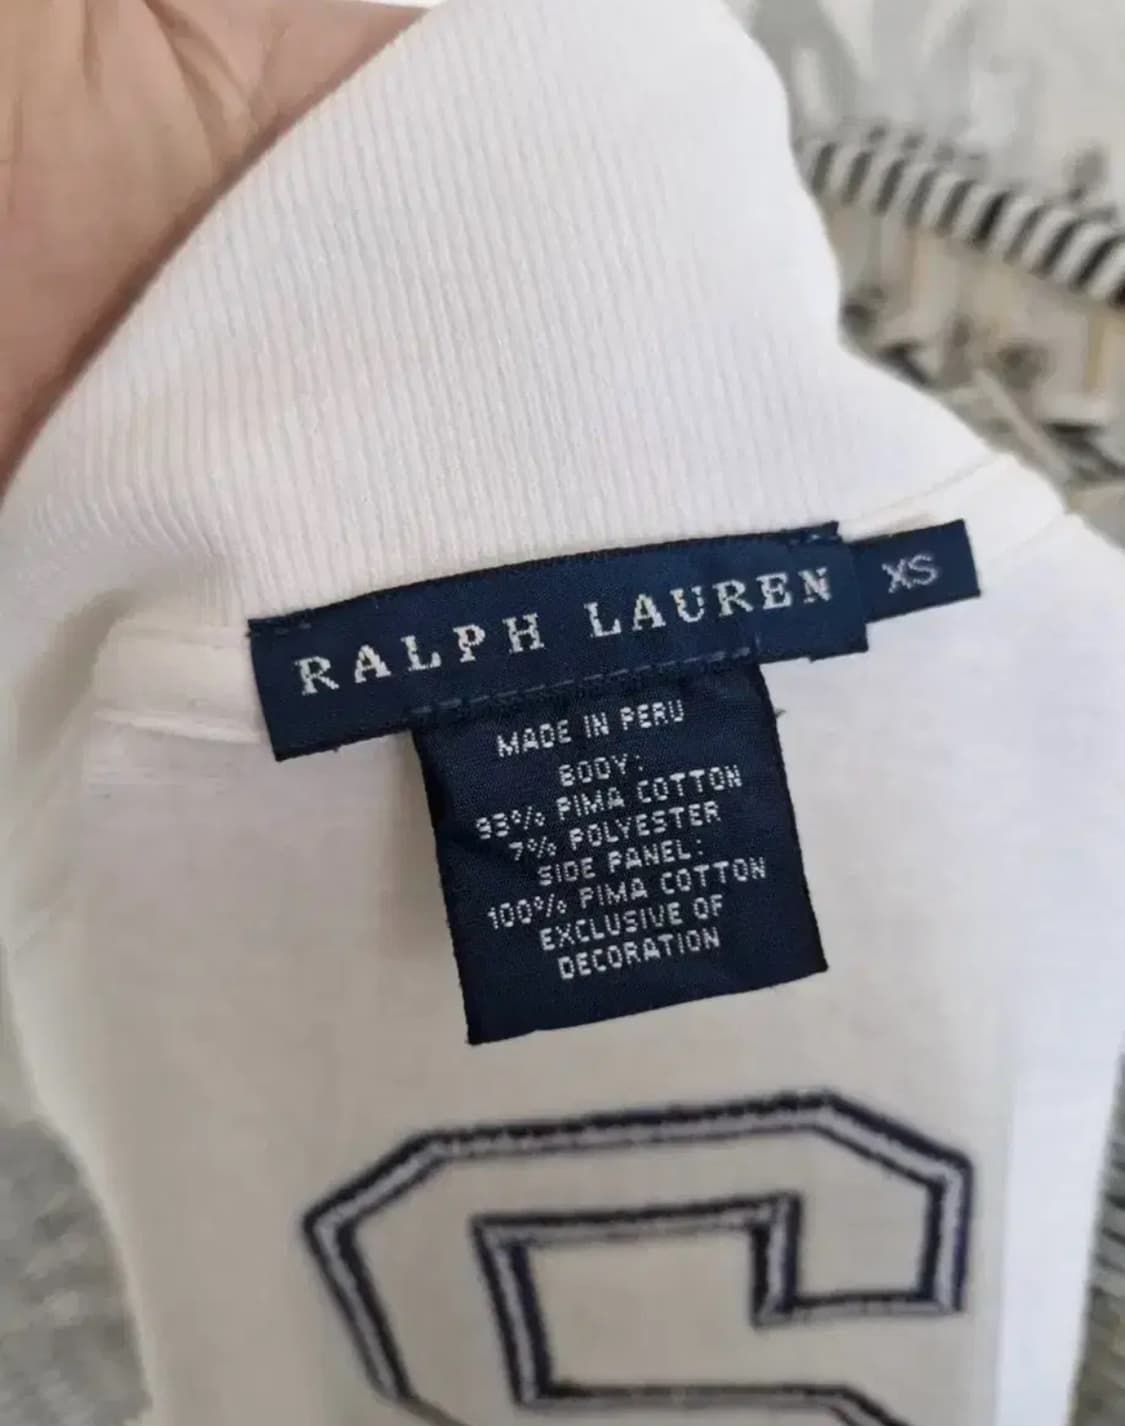 RALPH LAUREN
XS
MADE IN PERU
BODY:
93% PIMA COTTON
7% POLYESTER
SIDE PANEL:
100% PIMA COTTON
EXCLUSIVE OF
DECORATION